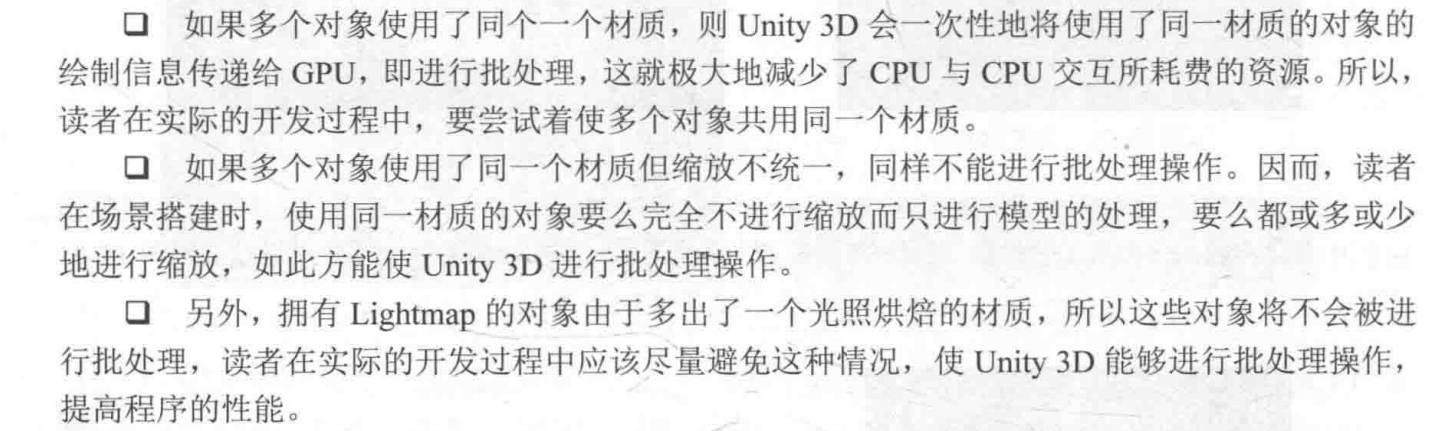 ❑ 如果多个对象使用了同个一个材质，则 Unity 3D 会一次性地将使用了同一材质的对象的
绘制信息传递给 GPU，即进行批处理，这就极大地减少了 CPU 与 CPU 交互所耗费的资源。所以，
读者在实际的开发过程中，要尝试着使多个对象共用同一个材质。
❑ 如果多个对象使用了同一个材质但缩放不统一，同样不能进行批处理操作。因而，读者
在场景搭建时，使用同一材质的对象要么完全不进行缩放而只进行模型的处理，要么都或多或少
地进行缩放，如此方能使 Unity 3D 进行批处理操作。
❑ 另外，拥有 Lightmap 的对象由于多出了一个光照烘焙的材质，所以这些对象将不会被进
行批处理，读者在实际的开发过程中应该尽量避免这种情况，使 Unity 3D 能够进行批处理操作，
提高程序的性能。